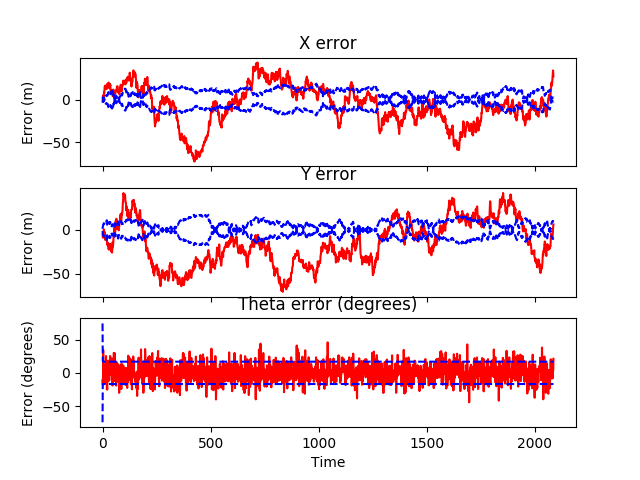 X error
Error (m)
0
−50
Y error
Error (m)
0
−50
Theta error (degrees)
Error (degrees)
50
0
−50
0
500
1000
1500
2000
Time